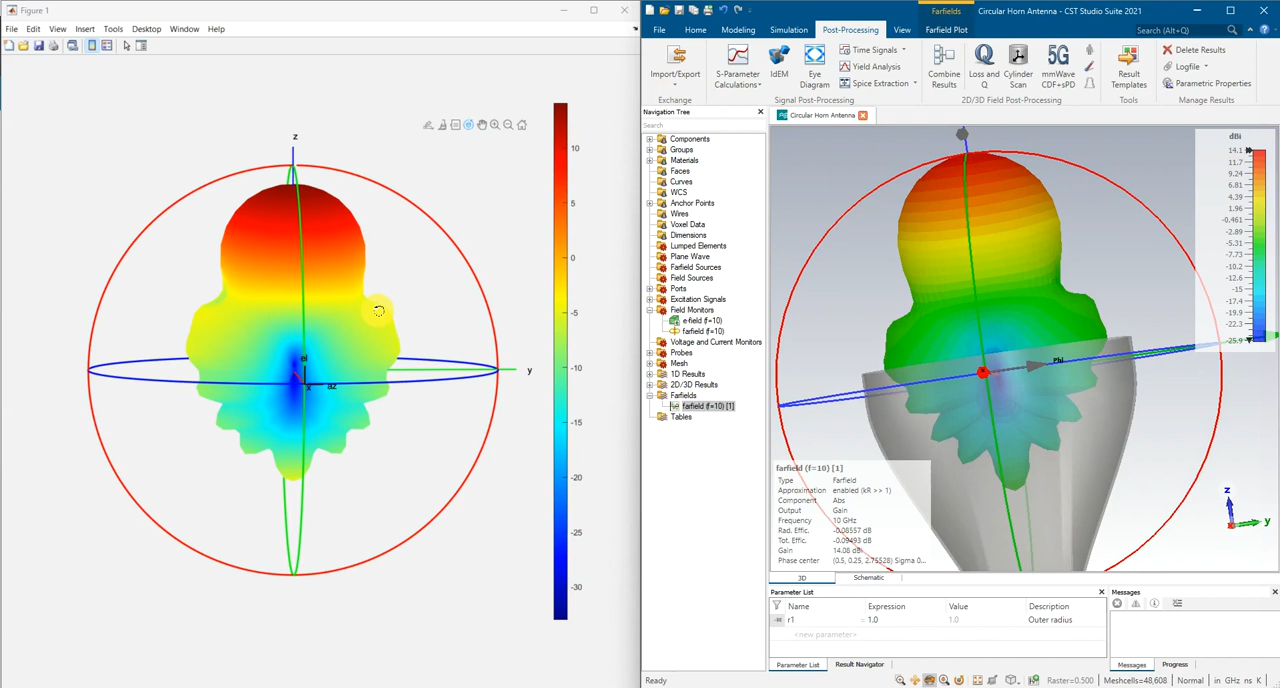 Figure 1
File Edit View Insert Tools Desktop Window Help
z
y
el
az
x
10
5
0
-5
-10
-15
-20
-25
-30
Farfields
Circular Horn Antenna - CST Studio Suite 2021
File Home Modeling Simulation Post-Processing View Farfield Plot
Search (Alt+Q)
Import/Export
Exchange
S-Parameter
Calculations
IdEM
Eye
Diagram
Time Signals
Yield Analysis
Spice Extraction
Signal Post-Processing
Combine
Results
Loss and
Q
Cylinder
Scan
5G
mmWave
CDF+sPD
2D/3D Field Post-Processing
Result
Templates
Tools
Delete Results
Logfile
Parametric Properties
Manage Results
Navigation Tree
Search
Components
Groups
Materials
Faces
Curves
WCS
Anchor Points
Wires
Voxel Data
Dimensions
Lumped Elements
Plane Wave
Farfield Sources
Field Sources
Ports
Excitation Signals
Field Monitors
e-field (f=10)
farfield (f=10)
Voltage and Current Monitors
Probes
Mesh
1D Results
2D/3D Results
Farfields
farfield (f=10) [1]
Tables
Circular Horn Antenna
dBi
14.1
11.7
9.24
6.81
4.39
1.96
-0.461
-2.89
-5.31
-7.73
-10.2
-12.6
-15
-17.4
-19.9
-22.3
-25.9
Phi
z
y
farfield (f=10) [1]
Type Farfield
Approximation enabled (kR >> 1)
Component Abs
Output Gain
Frequency 10 GHz
Rad. Effic. -0.08557 dB
Tot. Effic. -0.09493 dB
Gain 14.08 dBi
Phase center (0.5, 0.25, 2.75528) Sigma 0...
3D Schematic
Parameter List
Name Expression Value Description
r1 = 1.0 1.0 Outer radius
<new parameter>
Parameter List Result Navigator
Messages
Messages Progress
Ready
Raster=0.500 Meshcells=48,608 Normal in GHz ns K